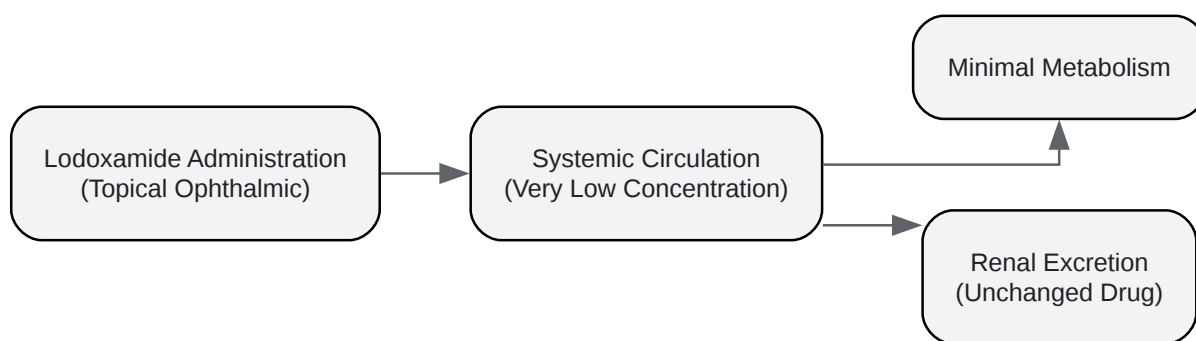 Lodoxamide Administration
(Topical Ophthalmic)
Systemic Circulation
(Very Low Concentration)
Minimal Metabolism
Renal Excretion
(Unchanged Drug)